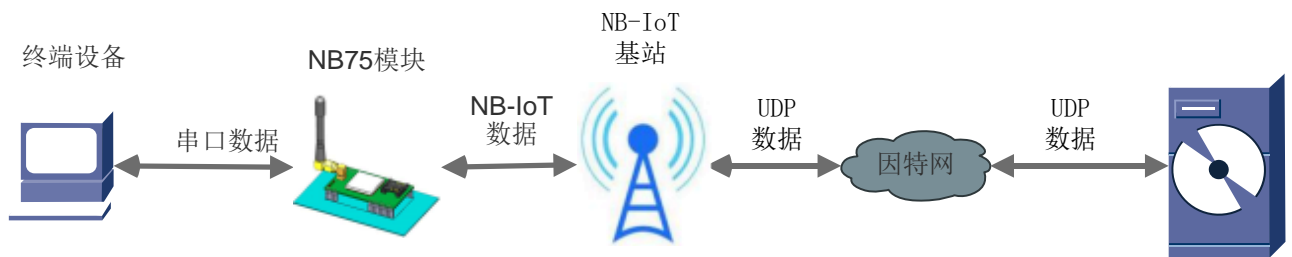 终端设备
NB75模块
NB-IoT
基站
串口数据
NB-IoT
数据
UDP
数据
因特网
UDP
数据